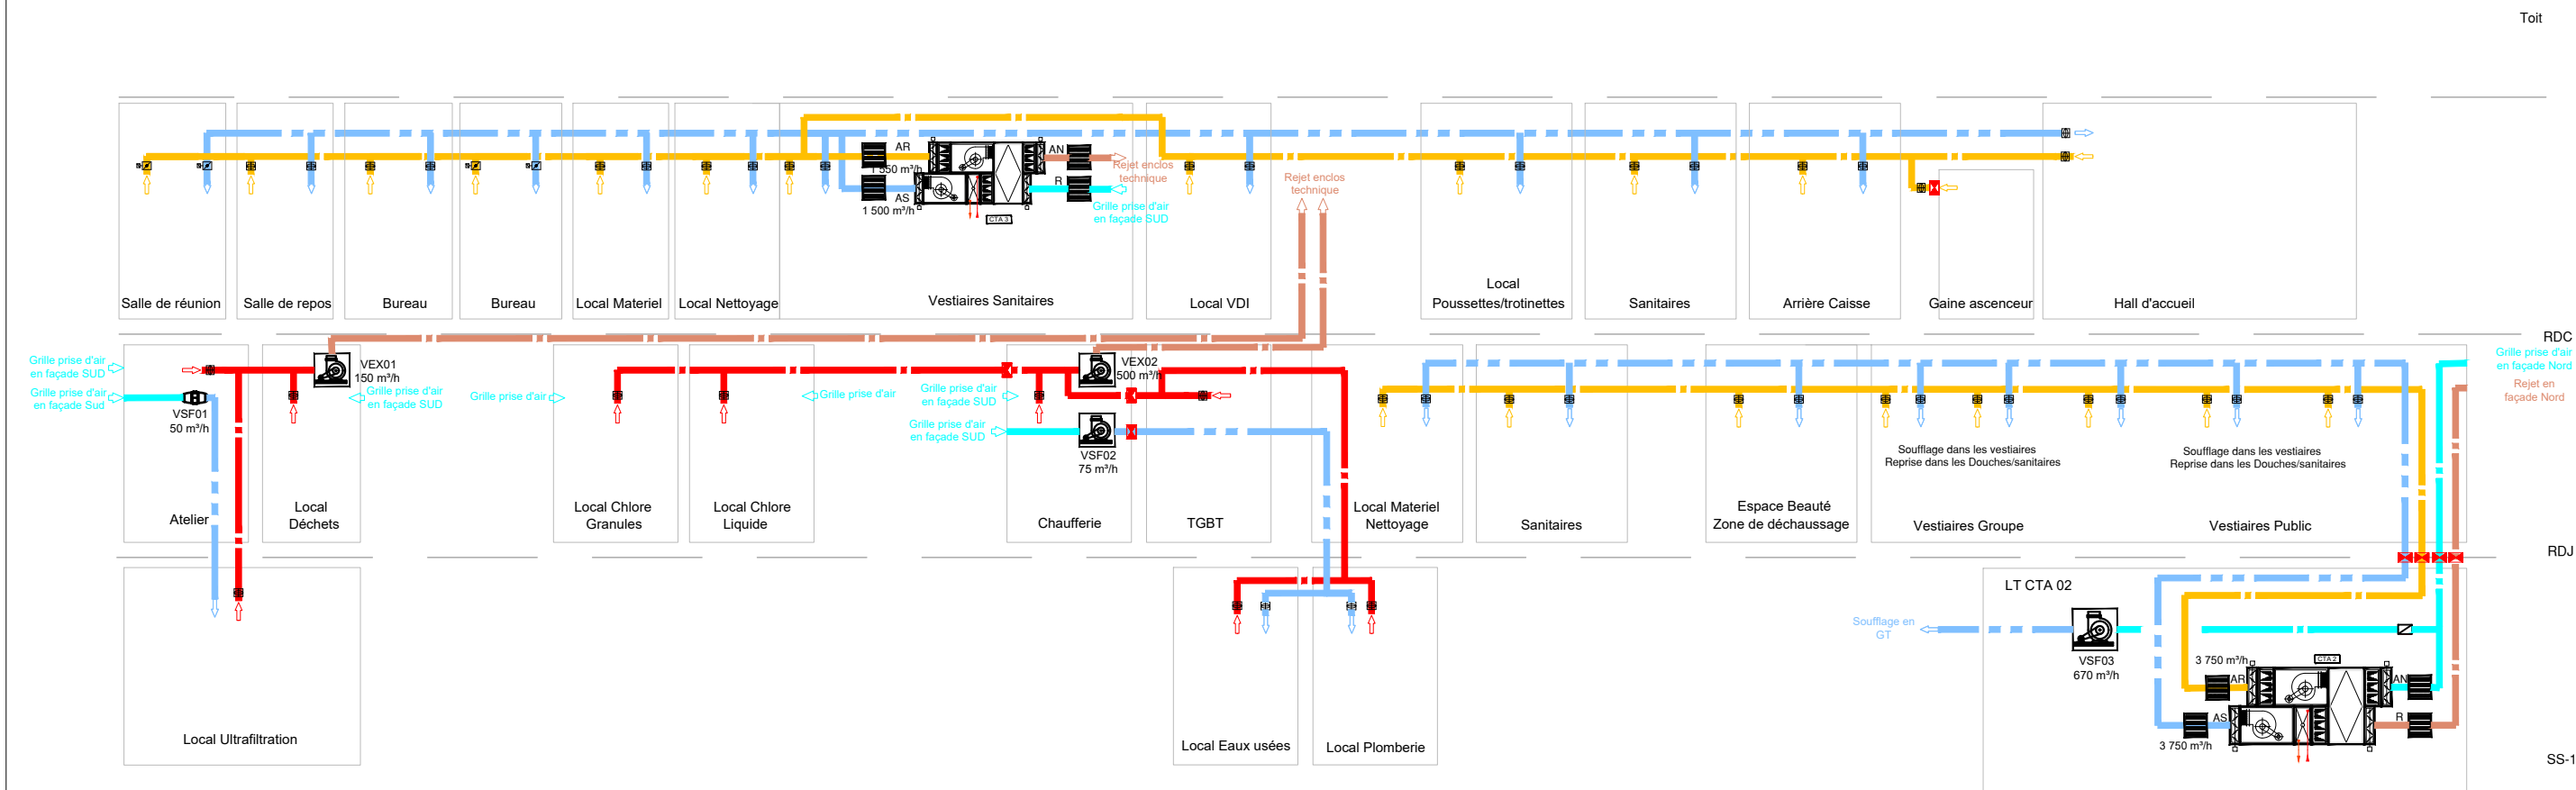 Toit
AR
1 550 m³/h
AS
1 500 m³/h
AN
R
CTA 3
Rejet enclos
technique
Grille prise d'air
en façade SUD
Rejet enclos
technique
Salle de réunion
Salle de repos
Bureau
Bureau
Local Materiel
Local Nettoyage
Vestiaires Sanitaires
Local VDI
Local
Poussettes/trotinettes
Sanitaires
Arrière Caisse
Gaine ascenceur
Hall d'accueil
RDC
Grille prise d'air
en façade SUD
Grille prise d'air
en façade Sud
VSF01
50 m³/h
VEX01
150 m³/h
Grille prise d'air
en façade SUD
Grille prise d'air
Grille prise d'air
Grille prise d'air
en façade SUD
Grille prise d'air
en façade SUD
VEX02
500 m³/h
VSF02
75 m³/h
Grille prise d'air
en façade Nord
Rejet en
façade Nord
Soufflage dans les vestiaires
Reprise dans les Douches/sanitaires
Soufflage dans les vestiaires
Reprise dans les Douches/sanitaires
Atelier
Local
Déchets
Local Chlore
Granules
Local Chlore
Liquide
Chaufferie
TGBT
Local Materiel
Nettoyage
Sanitaires
Espace Beauté
Zone de déchaussage
Vestiaires Groupe
Vestiaires Public
RDJ
LT CTA 02
Soufflage en
GT
VSF03
670 m³/h
3 750 m³/h
CTA 2
AR
AN
AS
R
3 750 m³/h
Local Ultrafiltration
Local Eaux usées
Local Plomberie
SS-1